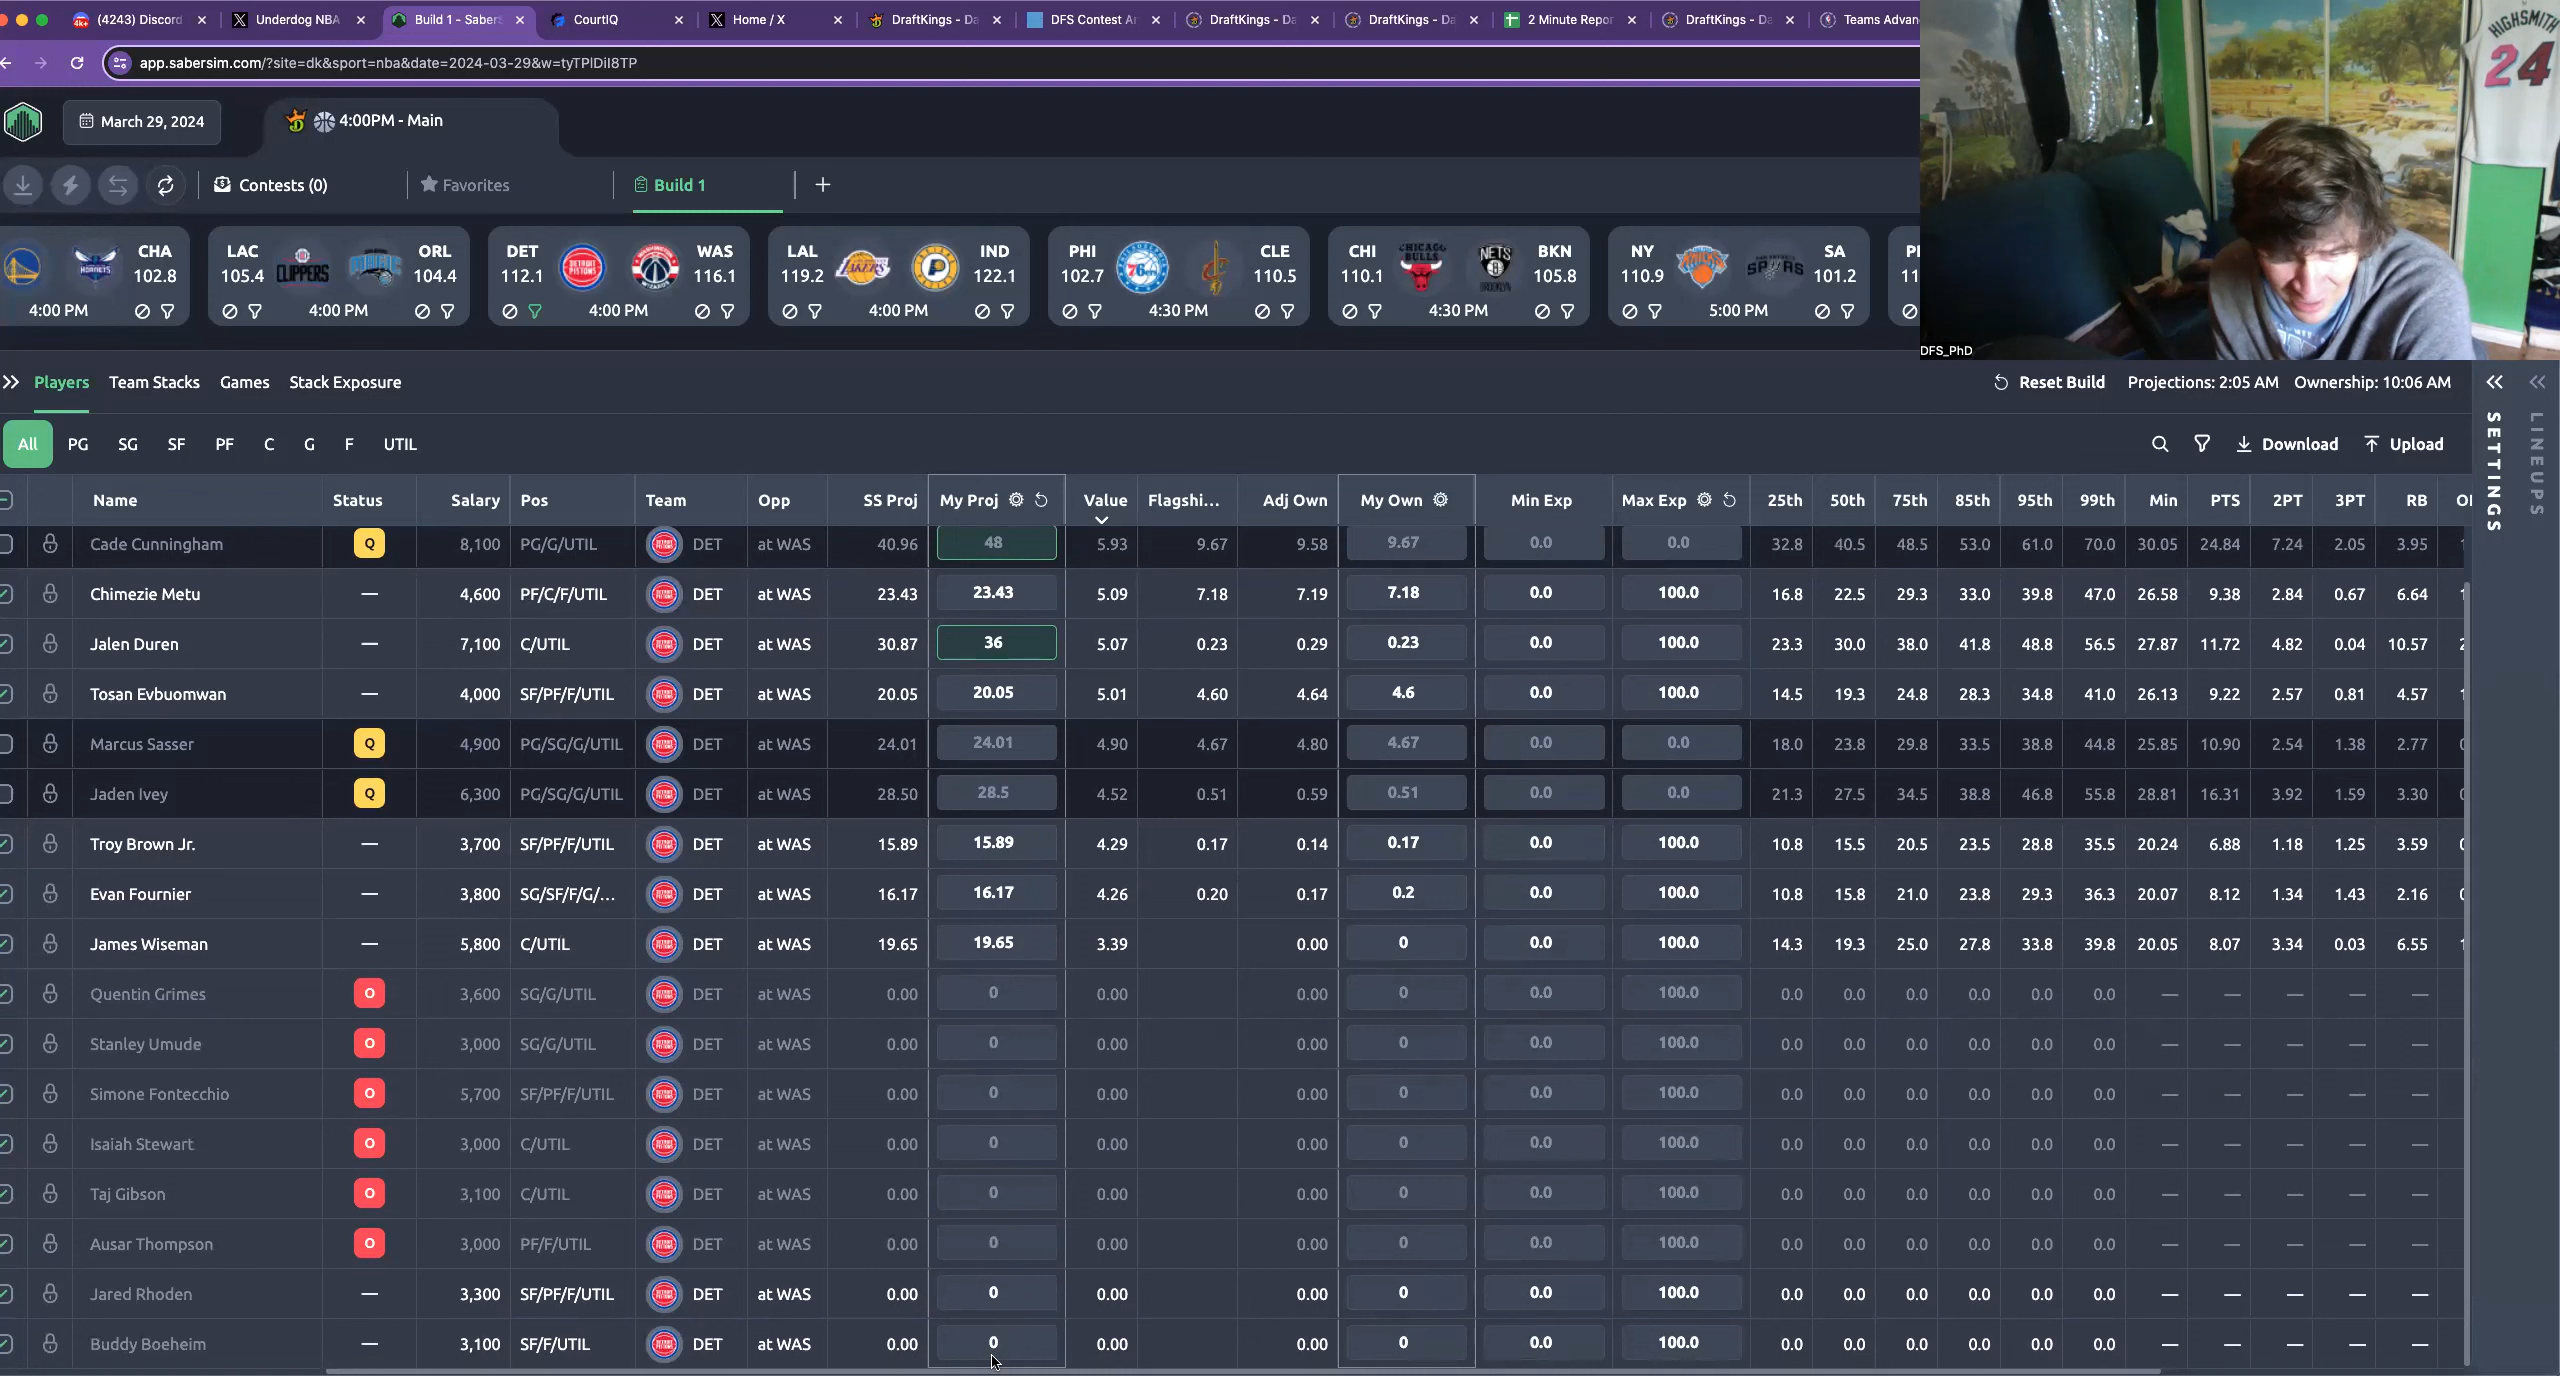 (4243) Discord
Underdog NBA
Build 1 - Saber
CourtIQ
Home / X
DraftKings - Da
DFS Contest An
DraftKings - Da
DraftKings - Da
2 Minute Repor
DraftKings - Da
Teams Advan
app.sabersim.com/?site=dk&sport=nba&date=2024-03-29&w=tyTPlDiI8TP
HIGHSMITH
24
March 29, 2024
4:00PM - Main
Contests (0)
Favorites
Build 1
CHA 102.8 4:00 PM
LAC 105.4 ORL 104.4 4:00 PM
DET 112.1 WAS 116.1 4:00 PM
LAL 119.2 IND 122.1 4:00 PM
PHI 102.7 CLE 110.5 4:30 PM
CHI 110.1 BKN 105.8 4:30 PM
NY 110.9 SA 101.2 5:00 PM
DFS_PhD
Players Team Stacks Games Stack Exposure
Reset Build Projections: 2:05 AM Ownership: 10:06 AM
All PG SG SF PF C G F UTIL
Download Upload
SETTINGS
LINEUPS
Name Status Salary Pos Team Opp SS Proj My Proj Value Flagshi... Adj Own My Own Min Exp Max Exp 25th 50th 75th 85th 95th 99th Min PTS 2PT 3PT RB
Cade Cunningham Q 8,100 PG/G/UTIL DET at WAS 40.96 48 5.93 9.67 9.58 9.67 0.0 0.0 32.8 40.5 48.5 53.0 61.0 70.0 30.05 24.84 7.24 2.05 3.95
Chimezie Metu — 4,600 PF/C/F/UTIL DET at WAS 23.43 23.43 5.09 7.18 7.19 7.18 0.0 100.0 16.8 22.5 29.3 33.0 39.8 47.0 26.58 9.38 2.84 0.67 6.64
Jalen Duren — 7,100 C/UTIL DET at WAS 30.87 36 5.07 0.23 0.29 0.23 0.0 100.0 23.3 30.0 38.0 41.8 48.8 56.5 27.87 11.72 4.82 0.04 10.57
Tosan Evbuomwan — 4,000 SF/PF/F/UTIL DET at WAS 20.05 20.05 5.01 4.60 4.64 4.6 0.0 100.0 14.5 19.3 24.8 28.3 34.8 41.0 26.13 9.22 2.57 0.81 4.57
Marcus Sasser Q 4,900 PG/SG/G/UTIL DET at WAS 24.01 24.01 4.90 4.67 4.80 4.67 0.0 0.0 18.0 23.8 29.8 33.5 38.8 44.8 25.85 10.90 2.54 1.38 2.77
Jaden Ivey Q 6,300 PG/SG/G/UTIL DET at WAS 28.50 28.5 4.52 0.51 0.59 0.51 0.0 0.0 21.3 27.5 34.5 38.8 46.8 55.8 28.81 16.31 3.92 1.59 3.30
Troy Brown Jr. — 3,700 SF/PF/F/UTIL DET at WAS 15.89 15.89 4.29 0.17 0.14 0.17 0.0 100.0 10.8 15.5 20.5 23.5 28.8 35.5 20.24 6.88 1.18 1.25 3.59
Evan Fournier — 3,800 SG/SF/F/G/... DET at WAS 16.17 16.17 4.26 0.20 0.17 0.2 0.0 100.0 10.8 15.8 21.0 23.8 29.3 36.3 20.07 8.12 1.34 1.43 2.16
James Wiseman — 5,800 C/UTIL DET at WAS 19.65 19.65 3.39 0.00 0 0.0 100.0 14.3 19.3 25.0 27.8 33.8 39.8 20.05 8.07 3.34 0.03 6.55
Quentin Grimes O 3,600 SG/G/UTIL DET at WAS 0.00 0 0.00 0.00 0 0.0 100.0 0.0 0.0 0.0 0.0 0.0 0.0 — — — — —
Stanley Umude O 3,000 SG/G/UTIL DET at WAS 0.00 0 0.00 0.00 0 0.0 100.0 0.0 0.0 0.0 0.0 0.0 0.0 — — — — —
Simone Fontecchio O 5,700 SF/PF/F/UTIL DET at WAS 0.00 0 0.00 0.00 0 0.0 100.0 0.0 0.0 0.0 0.0 0.0 0.0 — — — — —
Isaiah Stewart O 3,000 C/UTIL DET at WAS 0.00 0 0.00 0.00 0 0.0 100.0 0.0 0.0 0.0 0.0 0.0 0.0 — — — — —
Taj Gibson O 3,100 C/UTIL DET at WAS 0.00 0 0.00 0.00 0 0.0 100.0 0.0 0.0 0.0 0.0 0.0 0.0 — — — — —
Ausar Thompson O 3,000 PF/F/UTIL DET at WAS 0.00 0 0.00 0.00 0 0.0 100.0 0.0 0.0 0.0 0.0 0.0 0.0 — — — — —
Jared Rhoden — 3,300 SF/PF/F/UTIL DET at WAS 0.00 0 0.00 0.00 0 0.0 100.0 0.0 0.0 0.0 0.0 0.0 0.0 — — — — —
Buddy Boeheim — 3,100 SF/F/UTIL DET at WAS 0.00 0 0.00 0.00 0 0.0 100.0 0.0 0.0 0.0 0.0 0.0 0.0 — — — — —